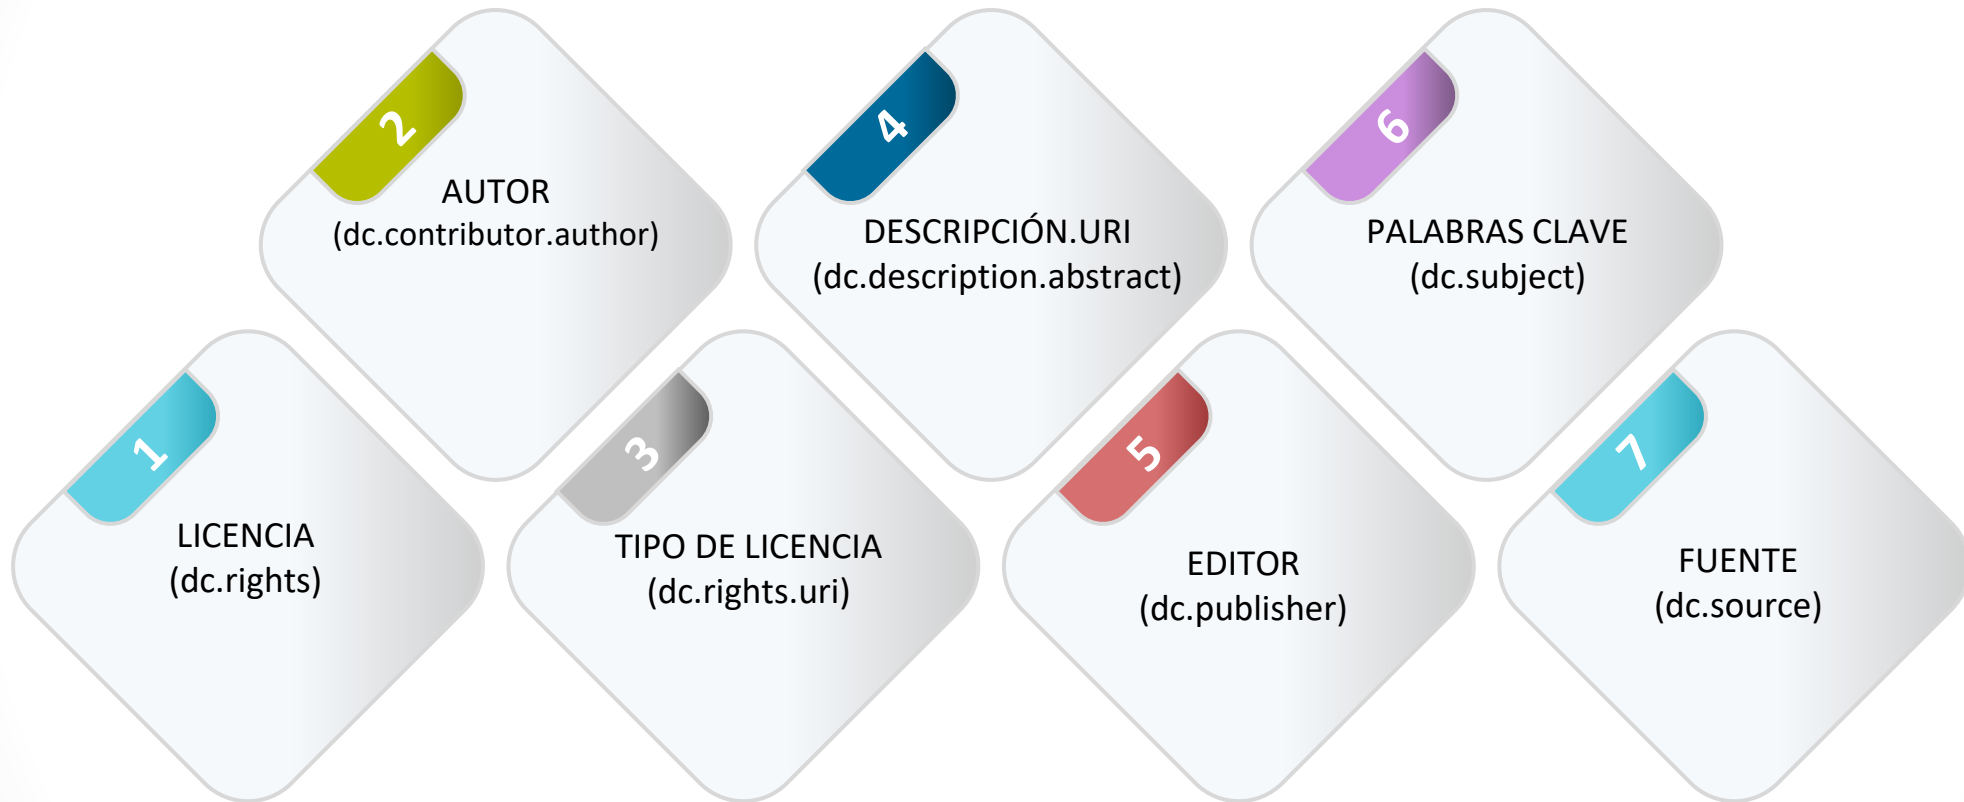 1
LICENCIA
(dc.rights)
2
AUTOR
(dc.contributor.author)
3
TIPO DE LICENCIA
(dc.rights.uri)
4
DESCRIPCIÓN.URI
(dc.description.abstract)
5
EDITOR
(dc.publisher)
6
PALABRAS CLAVE
(dc.subject)
7
FUENTE
(dc.source)